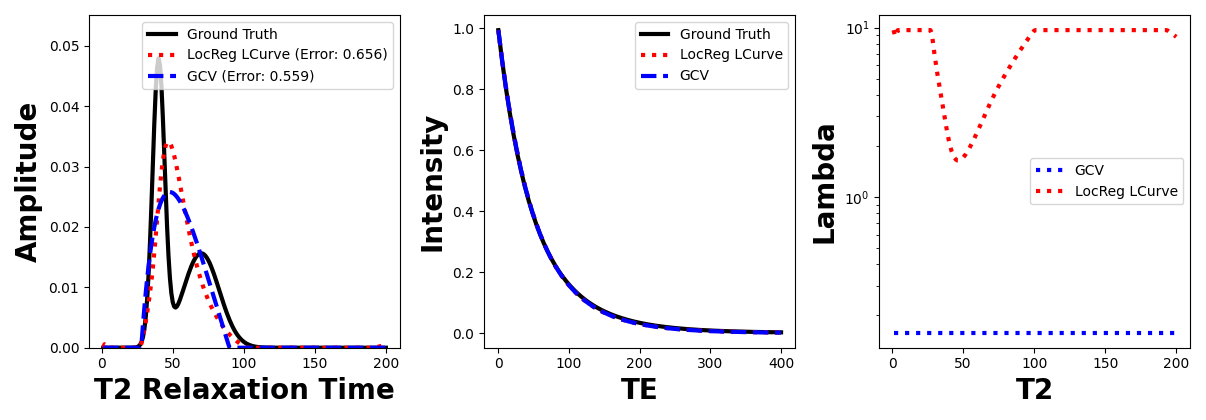 Amplitude
0.00
0.01
0.02
0.03
0.04
0.05
0
50
100
150
200
T2 Relaxation Time
Ground Truth
LocReg LCurve (Error: 0.656)
GCV (Error: 0.559)
Intensity
0.0
0.2
0.4
0.6
0.8
1.0
0
100
200
300
400
TE
Ground Truth
LocReg LCurve
GCV
Lambda
10⁰
10¹
0
50
100
150
200
T2
GCV
LocReg LCurve